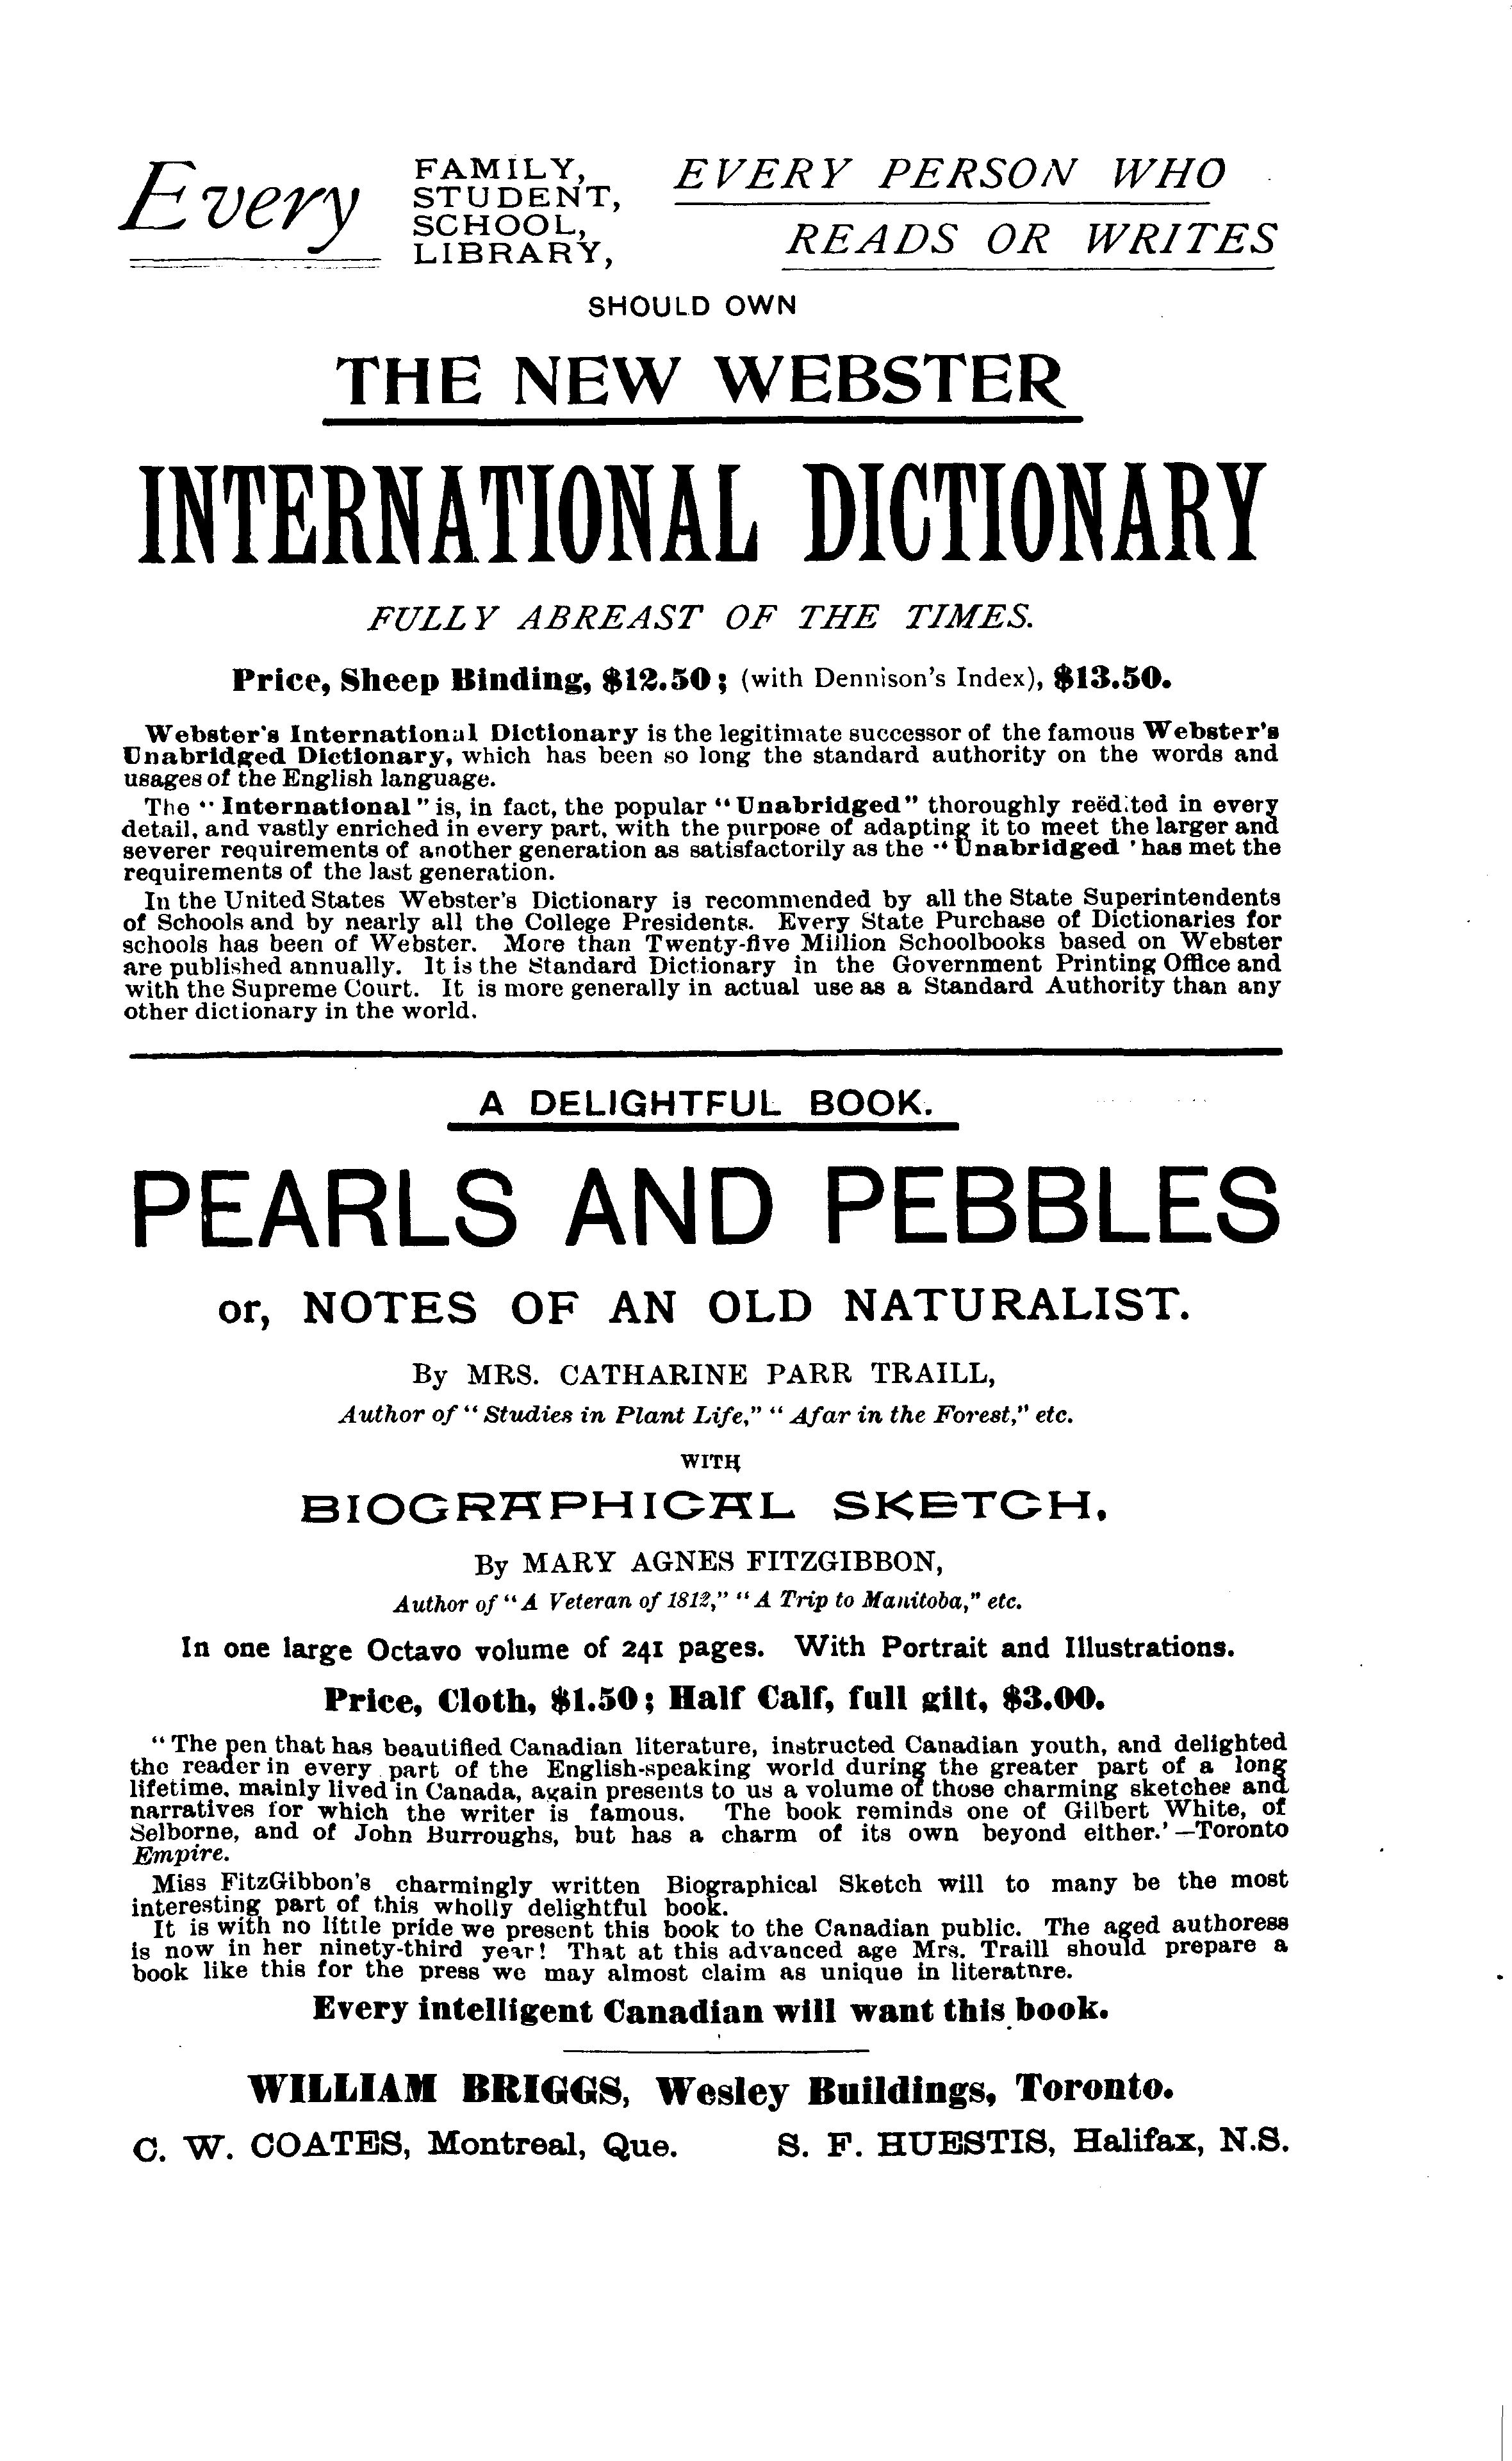 Every
FAMILY,
STUDENT,
SCHOOL,
LIBRARY,
EVERY PERSON WHO
READS OR WRITES
SHOULD OWN
THE NEW WEBSTER
INTERNATIONAL DICTIONARY
FULLY ABREAST OF THE TIMES.
Price, Sheep Binding, $12.50; (with Dennison's Index), $13.50.
Webster's International Dictionary is the legitimate successor of the famous Webster's
Unabridged Dictionary, which has been so long the standard authority on the words and
usages of the English language.
The "International" is, in fact, the popular "Unabridged" thoroughly reëdited in every
detail, and vastly enriched in every part, with the purpose of adapting it to meet the larger and
severer requirements of another generation as satisfactorily as the "Unabridged' has met the
requirements of the last generation.
In the United States Webster's Dictionary is recommended by all the State Superintendents
of Schools and by nearly all the College Presidents. Every State Purchase of Dictionaries for
schools has been of Webster. More than Twenty-five Million Schoolbooks based on Webster
are published annually. It is the Standard Dictionary in the Government Printing Office and
with the Supreme Court. It is more generally in actual use as a Standard Authority than any
other dictionary in the world.
A DELIGHTFUL BOOK.
PEARLS AND PEBBLES
or, NOTES OF AN OLD NATURALIST.
By MRS. CATHARINE PARR TRAILL,
Author of "Studies in Plant Life," "Afar in the Forest," etc.
WITH
BIOGRAPHICAL SKETCH,
By MARY AGNES FITZGIBBON,
Author of "A Veteran of 1812," "A Trip to Manitoba," etc.
In one large Octavo volume of 241 pages. With Portrait and Illustrations.
Price, Cloth, $1.50; Half Calf, full gilt, $3.00.
"The pen that has beautified Canadian literature, instructed Canadian youth, and delighted
the reader in every part of the English-speaking world during the greater part of a long
lifetime, mainly lived in Canada, again presents to us a volume of those charming sketches and
narratives for which the writer is famous. The book reminds one of Gilbert White, of
Selborne, and of John Burroughs, but has a charm of its own beyond either.'—Toronto
Empire.
Miss FitzGibbon's charmingly written Biographical Sketch will to many be the most
interesting part of this wholly delightful book.
It is with no little pride we present this book to the Canadian public. The aged authoress
is now in her ninety-third year! That at this advanced age Mrs. Traill should prepare a
book like this for the press we may almost claim as unique in literature.
Every intelligent Canadian will want this book.
WILLIAM BRIGGS, Wesley Buildings, Toronto.
C. W. COATES, Montreal, Que. S. F. HUESTIS, Halifax, N.S.